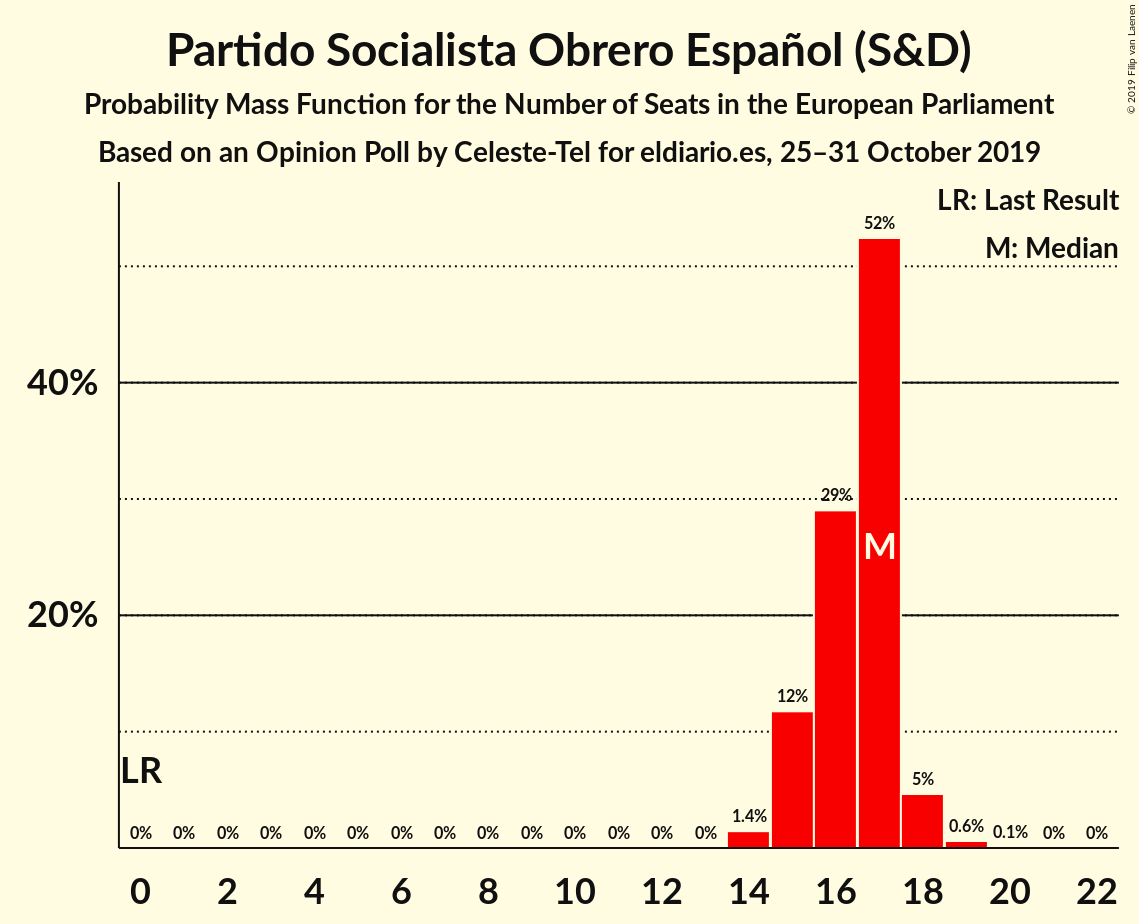 Partido Socialista Obrero Español (S&D)
Probability Mass Function for the Number of Seats in the European Parliament
Based on an Opinion Poll by Celeste-Tel for eldiario.es, 25–31 October 2019
© 2019 Filip van Laenen
LR: Last Result
M: Median
52%
40%
29%
M
20%
12%
LR
5%
1.4%
0.6%
0% 0% 0% 0% 0% 0% 0% 0% 0% 0% 0% 0% 0% 0% 0.1% 0% 0%
0 2 4 6 8 10 12 14 16 18 20 22